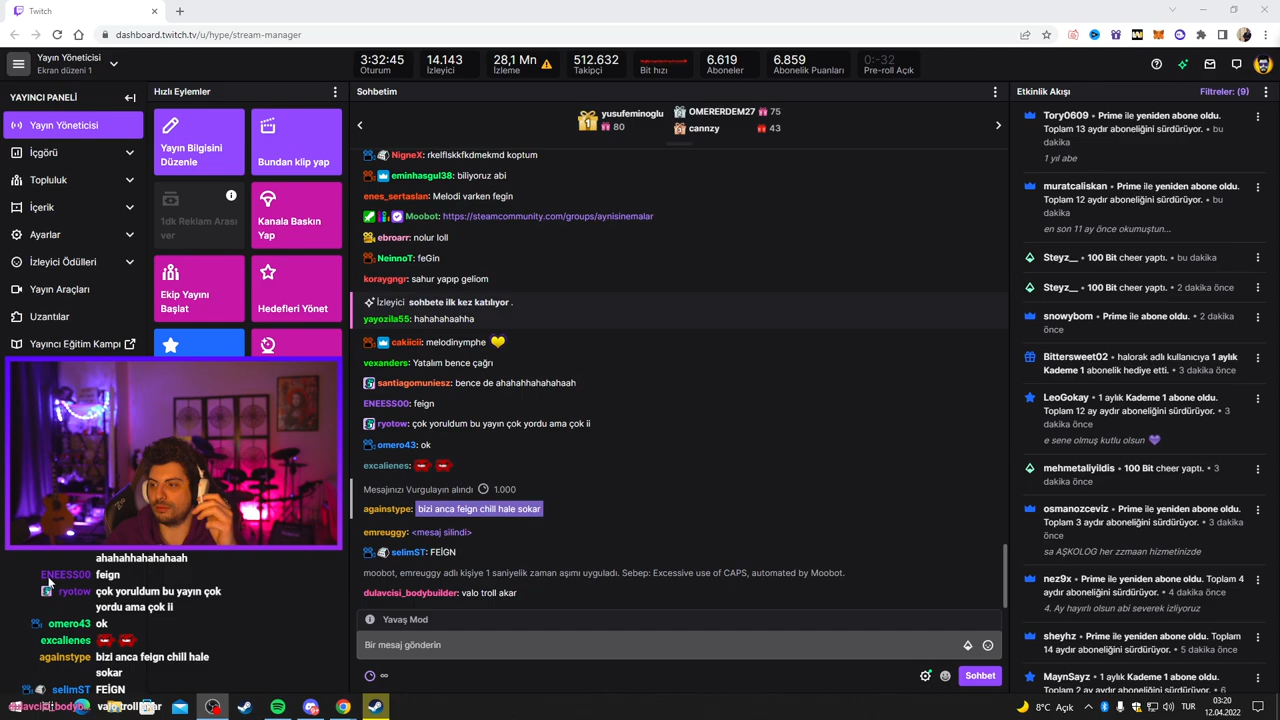 Twitch
dashboard.twitch.tv/u/hype/stream-manager
Yayın Yöneticisi
Ekran düzeni 1
3:32:45
Oturum
14.143
İzleyici
28,1 Mn
İzleme
512.632
Takipçi
Bit hızı
6.619
Aboneler
6.859
Abonelik Puanları
0:-32
Pre-roll Açık
YAYINCI PANELİ
Yayın Yöneticisi
İçgörü
Topluluk
İçerik
Ayarlar
İzleyici Ödülleri
Yayın Araçları
Uzantılar
Yayıncı Eğitim Kampı
Hızlı Eylemler
Yayın Bilgisini
Düzenle
Bundan klip yap
1dk Reklam Arası
ver
Kanala Baskın
Yap
Ekip Yayını
Başlat
Hedefleri Yönet
Sohbetim
1
yusufeminoglu
80
OMERERDEM27 75
cannzy 43
NigneX: rkelflskkfkdmekmd koptum
eminhasgul38: biliyoruz abi
enes_sertaslan: Melodi varken fegin
Moobot: https://steamcommunity.com/groups/aynisinemalar
ebroarr: nolur loll
NeinnoT: feGin
koraygngr: sahur yapıp geliom
İzleyici sohbete ilk kez katılıyor .
yayozila55: hahahahaahha
cakiicii: melodinymphe
vexanders: Yatalım bence çağrı
santiagomuniesz: bence de ahahahhahahahaah
ENEESS00: feign
ryotow: çok yoruldum bu yayın çok yordu ama çok ii
omero43: ok
excalienes:
Mesajınızı Vurgulayın alındı 1.000
againstype: bizi anca feign chill hale sokar
emreuggy: <mesaj silindi>
selimST: FEİGN
moobot, emreuggy adlı kişiye 1 saniyelik zaman aşımı uyguladı. Sebep: Excessive use of CAPS, automated by Moobot.
dulavcisi_bodybuilder: valo troll akar
Yavaş Mod
Bir mesaj gönderin
∞
Sohbet
Etkinlik Akışı
Filtreler: (9)
Tory0609 • Prime ile yeniden abone oldu.
Toplam 13 aydır aboneliğini sürdürüyor. • bu
dakika
1 yıl abe
muratcaliskan • Prime ile yeniden abone oldu.
Toplam 12 aydır aboneliğini sürdürüyor. • bu
dakika
en son 11 ay önce okumuştun...
Steyz__ • 100 Bit cheer yaptı. • bu dakika
Steyz__ • 100 Bit cheer yaptı. • 2 dakika önce
snowybom • Prime ile abone oldu. • 2 dakika
önce
Bittersweet02 • halorak adlı kullanıcıya 1 aylık
Kademe 1 abonelik hediye etti. • 3 dakika önce
LeoGokay • 1 aylık Kademe 1 abone oldu.
Toplam 12 ay aydır aboneliğini sürdürüyor. • 3
dakika önce
e sene olmuş kutlu olsun
mehmetaliyildis • 100 Bit cheer yaptı. • 3
dakika önce
osmanozceviz • Prime ile yeniden abone oldu.
Toplam 3 aydır aboneliğini sürdürüyor. • 3 dakika
önce
sa AŞKOLOG her zzmaan hizmetinizde
nez9x • Prime ile yeniden abone oldu. Toplam 4
aydır aboneliğini sürdürüyor. • 4 dakika önce
4. Ay hayırlı olsun abi severek izliyoruz
sheyhz • Prime ile yeniden abone oldu. Toplam
14 aydır aboneliğini sürdürüyor. • 5 dakika önce
MaynSayz • 1 aylık Kademe 1 abone oldu.
Toplam 2 ay aydır aboneliğini sürdürüyor. • 6
ahahahhahahahaah
ENEESS00 feign
ryotow çok yoruldum bu yayın çok
yordu ama çok ii
omero43 ok
excalienes
againstype bizi anca feign chill hale
sokar
selimST FEİGN
valo troll akar
8°C Açık
TUR
03:20
12.04.2022